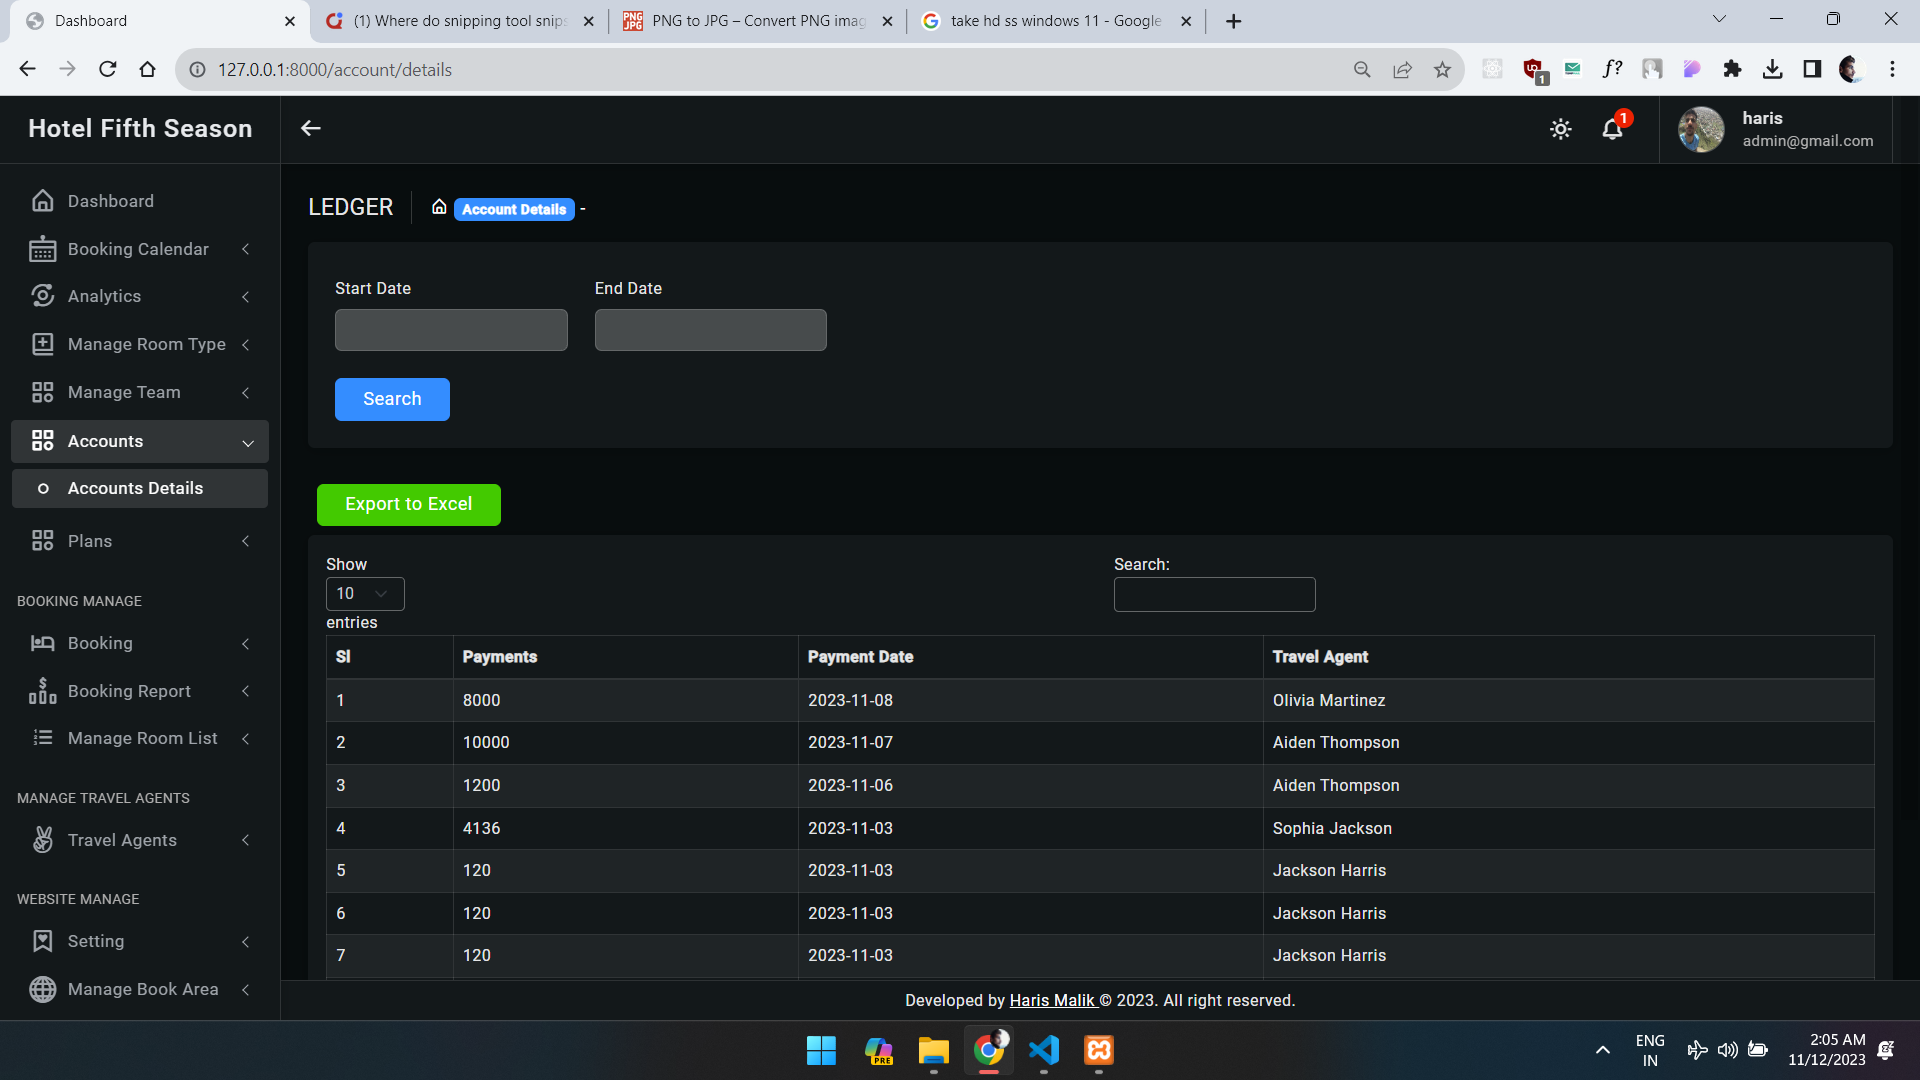 Dashboard
(1) Where do snipping tool snips
PNG to JPG – Convert PNG imag
take hd ss windows 11 - Google
127.0.0.1:8000/account/details
1
f?
Hotel Fifth Season
1
haris
admin@gmail.com
Dashboard
Booking Calendar
Analytics
Manage Room Type
Manage Team
Accounts
Accounts Details
Plans
BOOKING MANAGE
Booking
Booking Report
Manage Room List
MANAGE TRAVEL AGENTS
Travel Agents
WEBSITE MANAGE
Setting
Manage Book Area
LEDGER
Account Details -
Start Date End Date
Search
Export to Excel
Show
10
entries
Search:
Sl Payments Payment Date Travel Agent
1 8000 2023-11-08 Olivia Martinez
2 10000 2023-11-07 Aiden Thompson
3 1200 2023-11-06 Aiden Thompson
4 4136 2023-11-03 Sophia Jackson
5 120 2023-11-03 Jackson Harris
6 120 2023-11-03 Jackson Harris
7 120 2023-11-03 Jackson Harris
Developed by Haris Malik © 2023. All right reserved.
PRE
ENG
IN
2:05 AM
11/12/2023